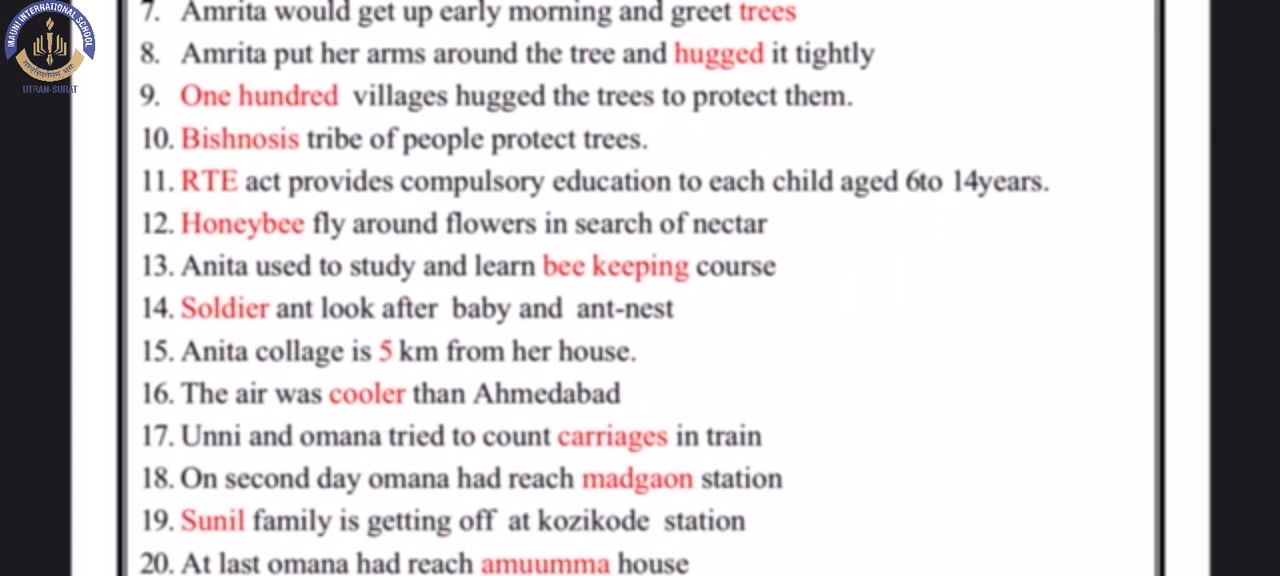 MAUNI INTERNATIONAL SCHOOL
UTRAN-SURAT
7. Amrita would get up early morning and greet trees
8. Amrita put her arms around the tree and hugged it tightly
9. One hundred villages hugged the trees to protect them.
10. Bishnosis tribe of people protect trees.
11. RTE act provides compulsory education to each child aged 6to 14years.
12. Honeybee fly around flowers in search of nectar
13. Anita used to study and learn bee keeping course
14. Soldier ant look after baby and ant-nest
15. Anita collage is 5 km from her house.
16. The air was cooler than Ahmedabad
17. Unni and omana tried to count carriages in train
18. On second day omana had reach madgaon station
19. Sunil family is getting off at kozikode station
20. At last omana had reach amuumma house